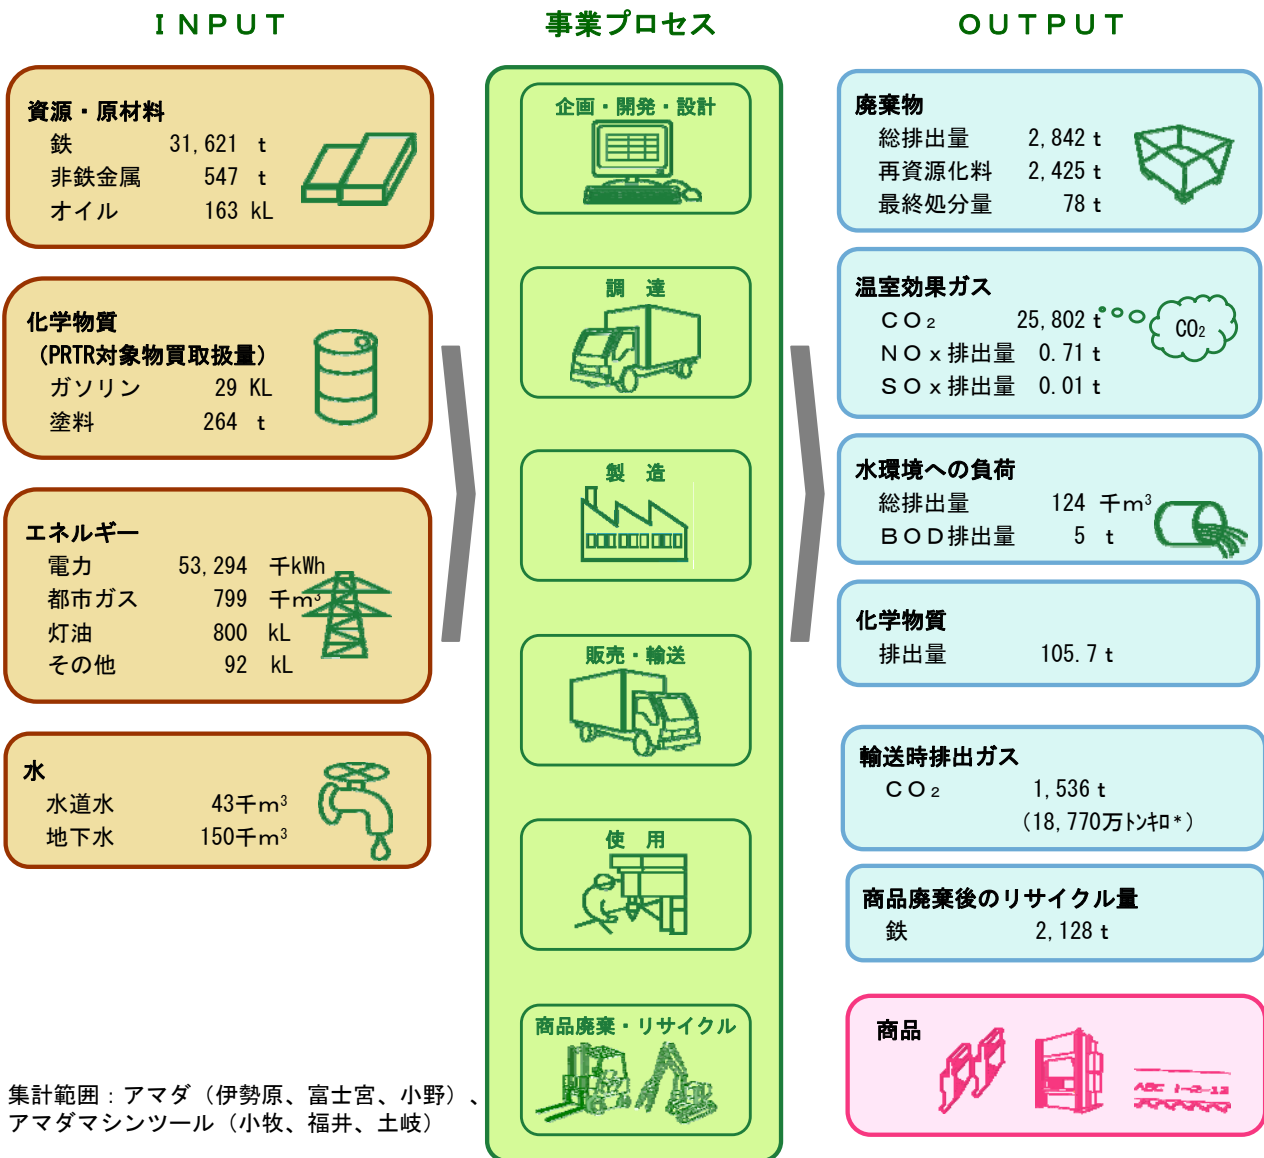 ＩＮＰＵＴ
資源・原材料
鉄 31,621 t
非鉄金属 547 t
オイル 163 kL
化学物質
（PRTR対象物買取扱量）
ガソリン 29 KL
塗料 264 t
エネルギー
電力 53,294 千kWh
都市ガス 799 千ｍ³
灯油 800 kL
その他 92 kL
水
水道水 43千ｍ³
地下水 150千ｍ³
集計範囲：アマダ（伊勢原、富士宮、小野）、
アマダマシンツール（小牧、福井、土岐）
事業プロセス
企画・開発・設計
調 達
製 造
販売・輸送
使 用
商品廃棄・リサイクル
ＯＵＴＰＵＴ
廃棄物
総排出量 2,842 t
再資源化料 2,425 t
最終処分量 78 t
温室効果ガス
ＣＯ₂ 25,802 t
ＮＯｘ排出量 0.71 t
ＳＯｘ排出量 0.01 t
CO₂
水環境への負荷
総排出量 124 千ｍ³
ＢＯＤ排出量 5 t
化学物質
排出量 105.7 t
輸送時排出ガス
ＣＯ₂ 1,536 t
（18,770万ﾄﾝｷﾛ*）
商品廃棄後のリサイクル量
鉄 2,128 t
商品
ABC 1-2-13